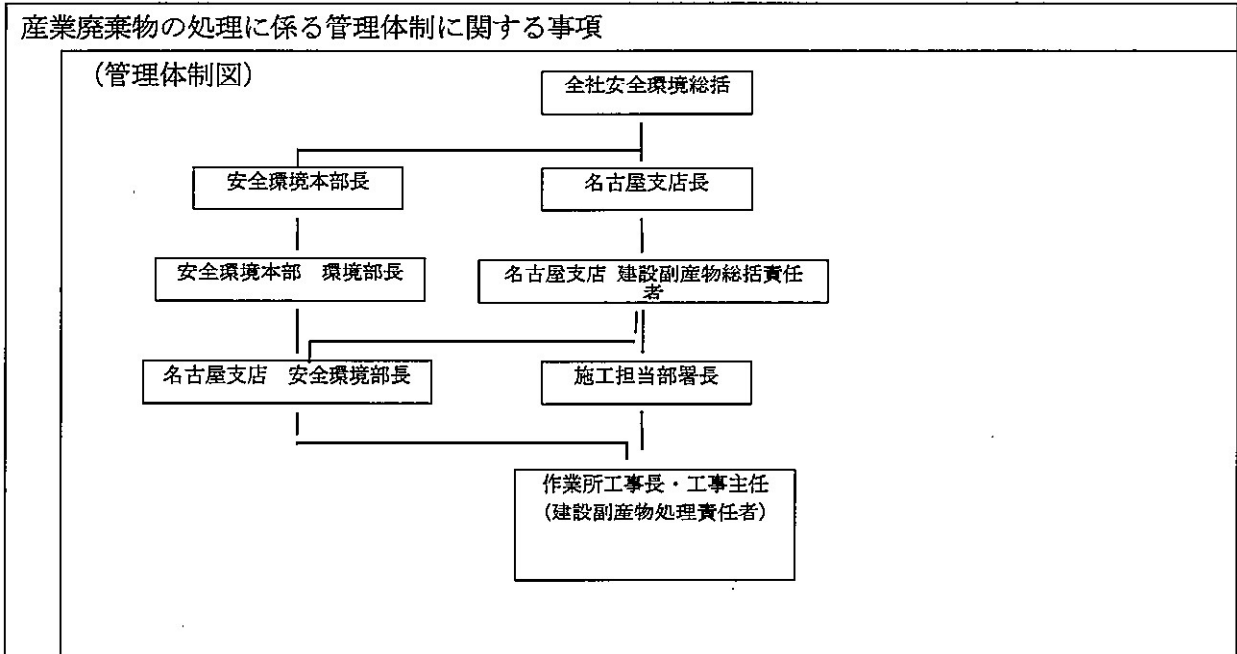 産業廃棄物の処理に係る管理体制に関する事項
（管理体制図）
全社安全環境総括
安全環境本部長
名古屋支店長
安全環境本部　環境部長
名古屋支店 建設副産物総括責任
者
名古屋支店　安全環境部長
施工担当部署長
作業所工事長・工事主任
（建設副産物処理責任者）